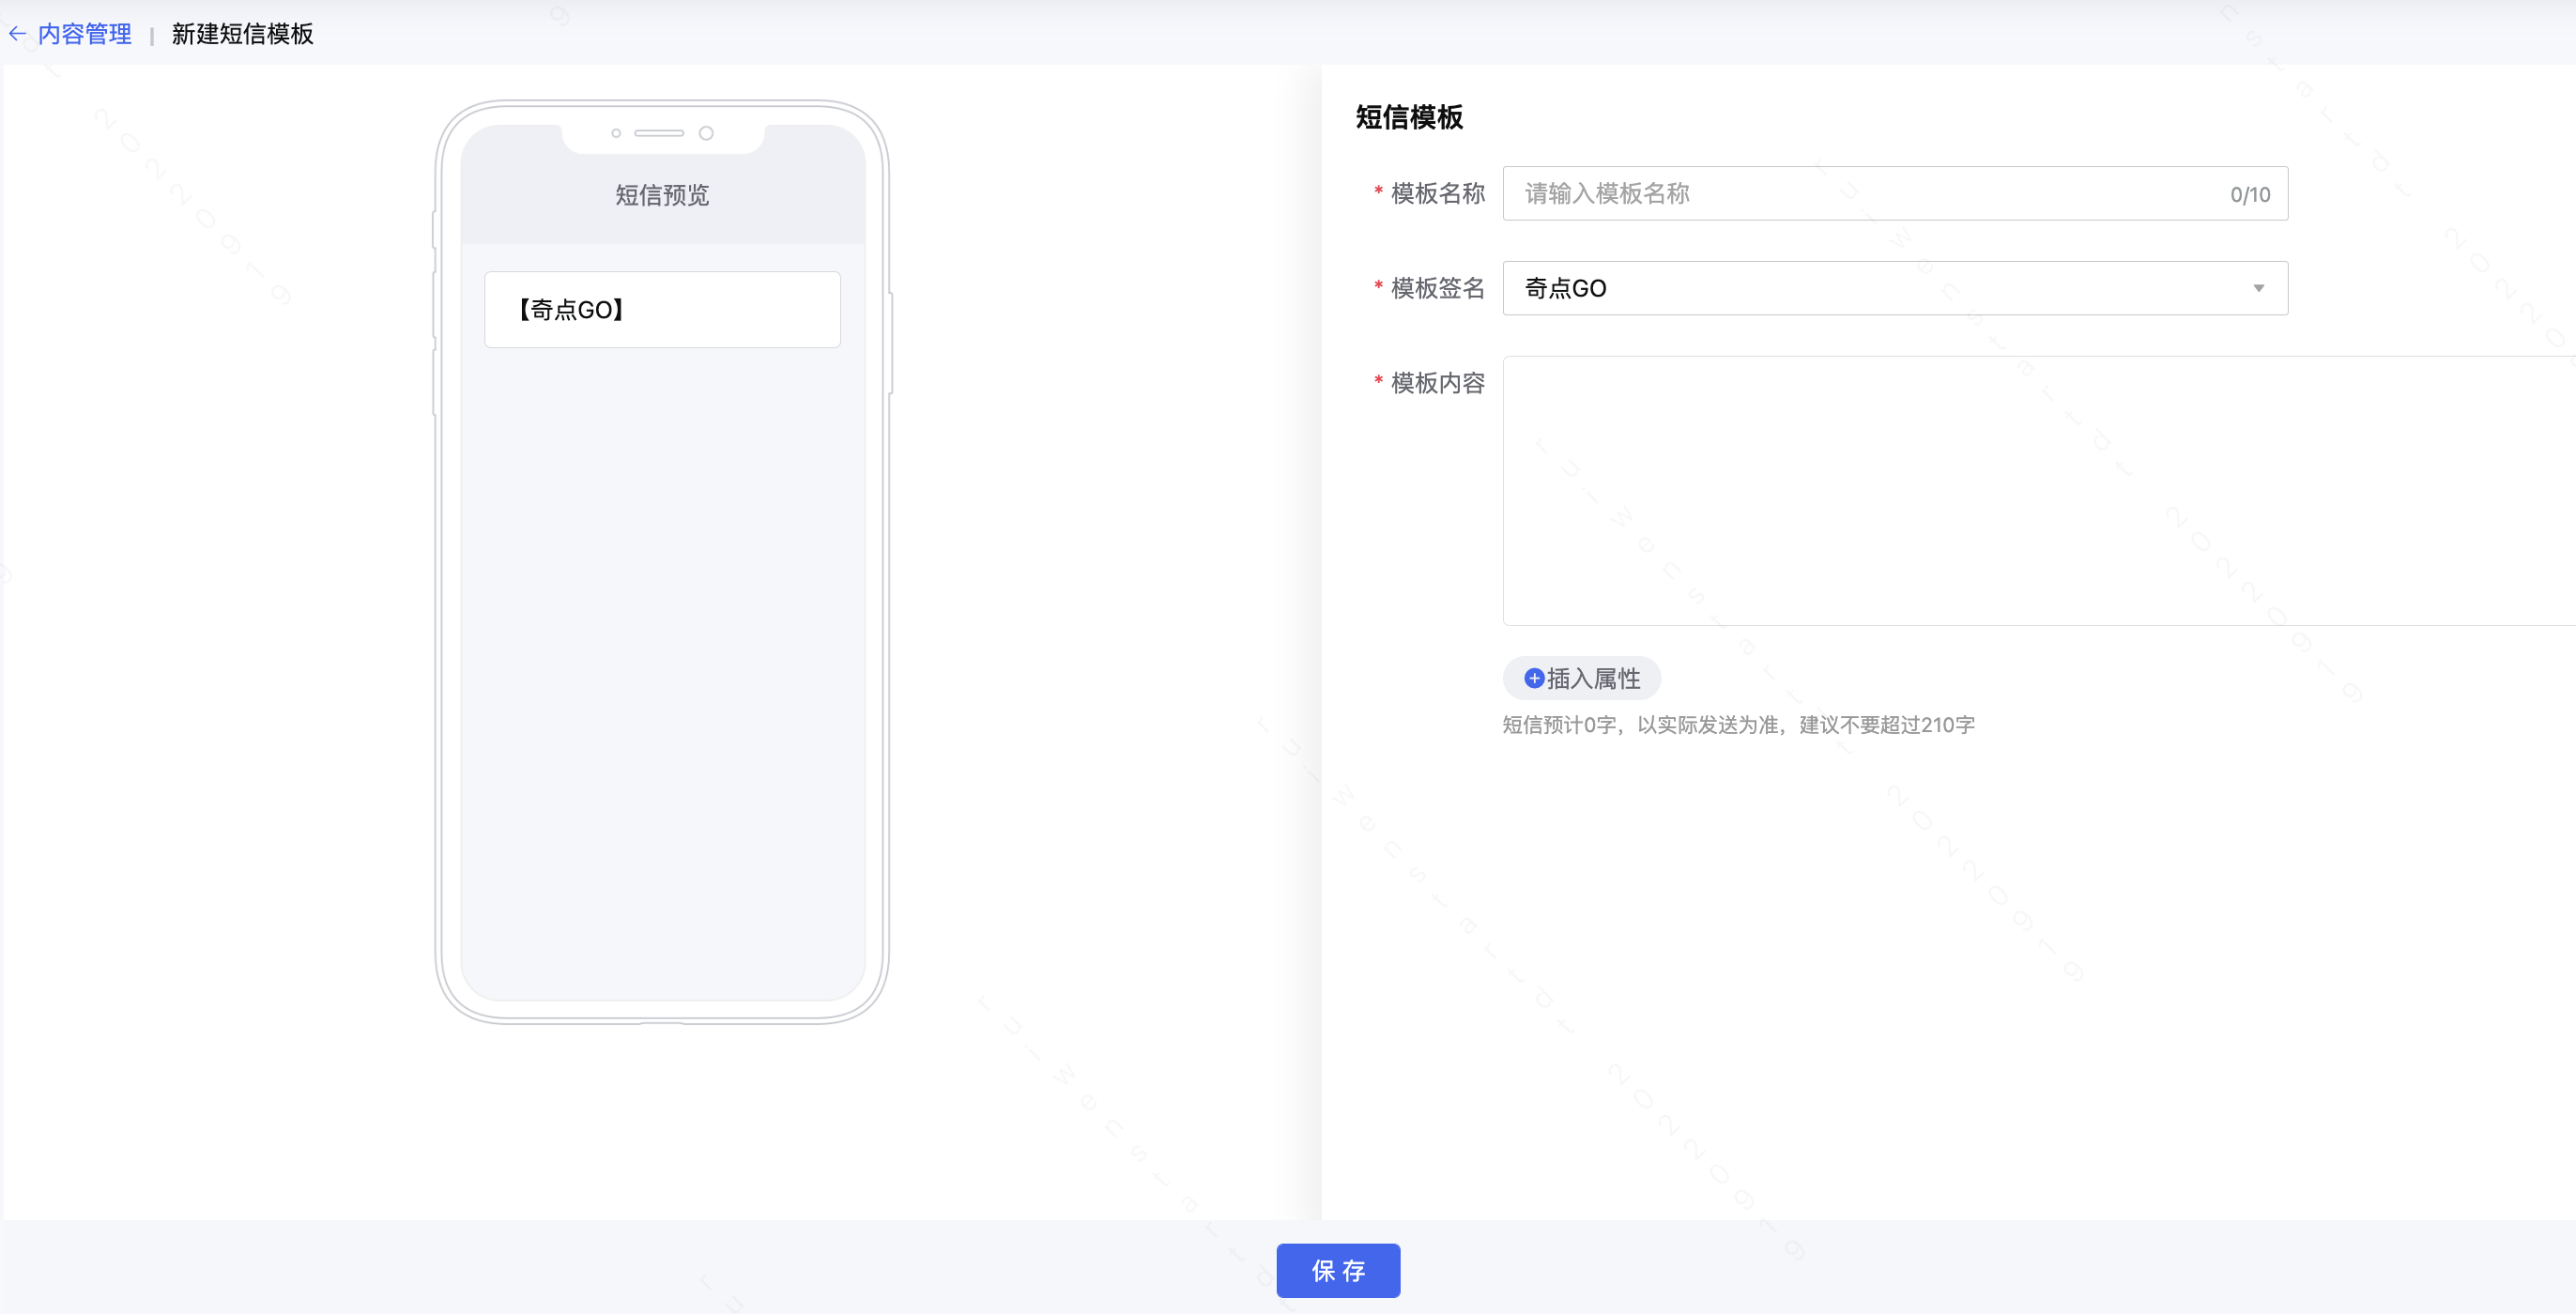 内容管理 | 新建短信模板
短信预览
【奇点GO】
短信模板
* 模板名称 请输入模板名称 0/10
* 模板签名 奇点GO
* 模板内容
插入属性
短信预计0字，以实际发送为准，建议不要超过210字
保 存